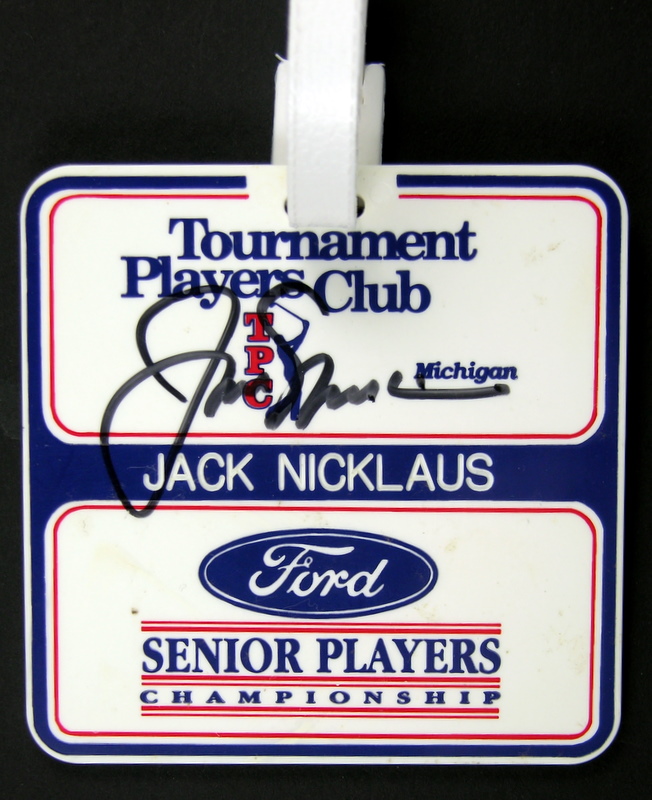 Tournament
Players Club
TPC
Michigan
JACK NICKLAUS
Ford
SENIOR PLAYERS
CHAMPIONSHIP